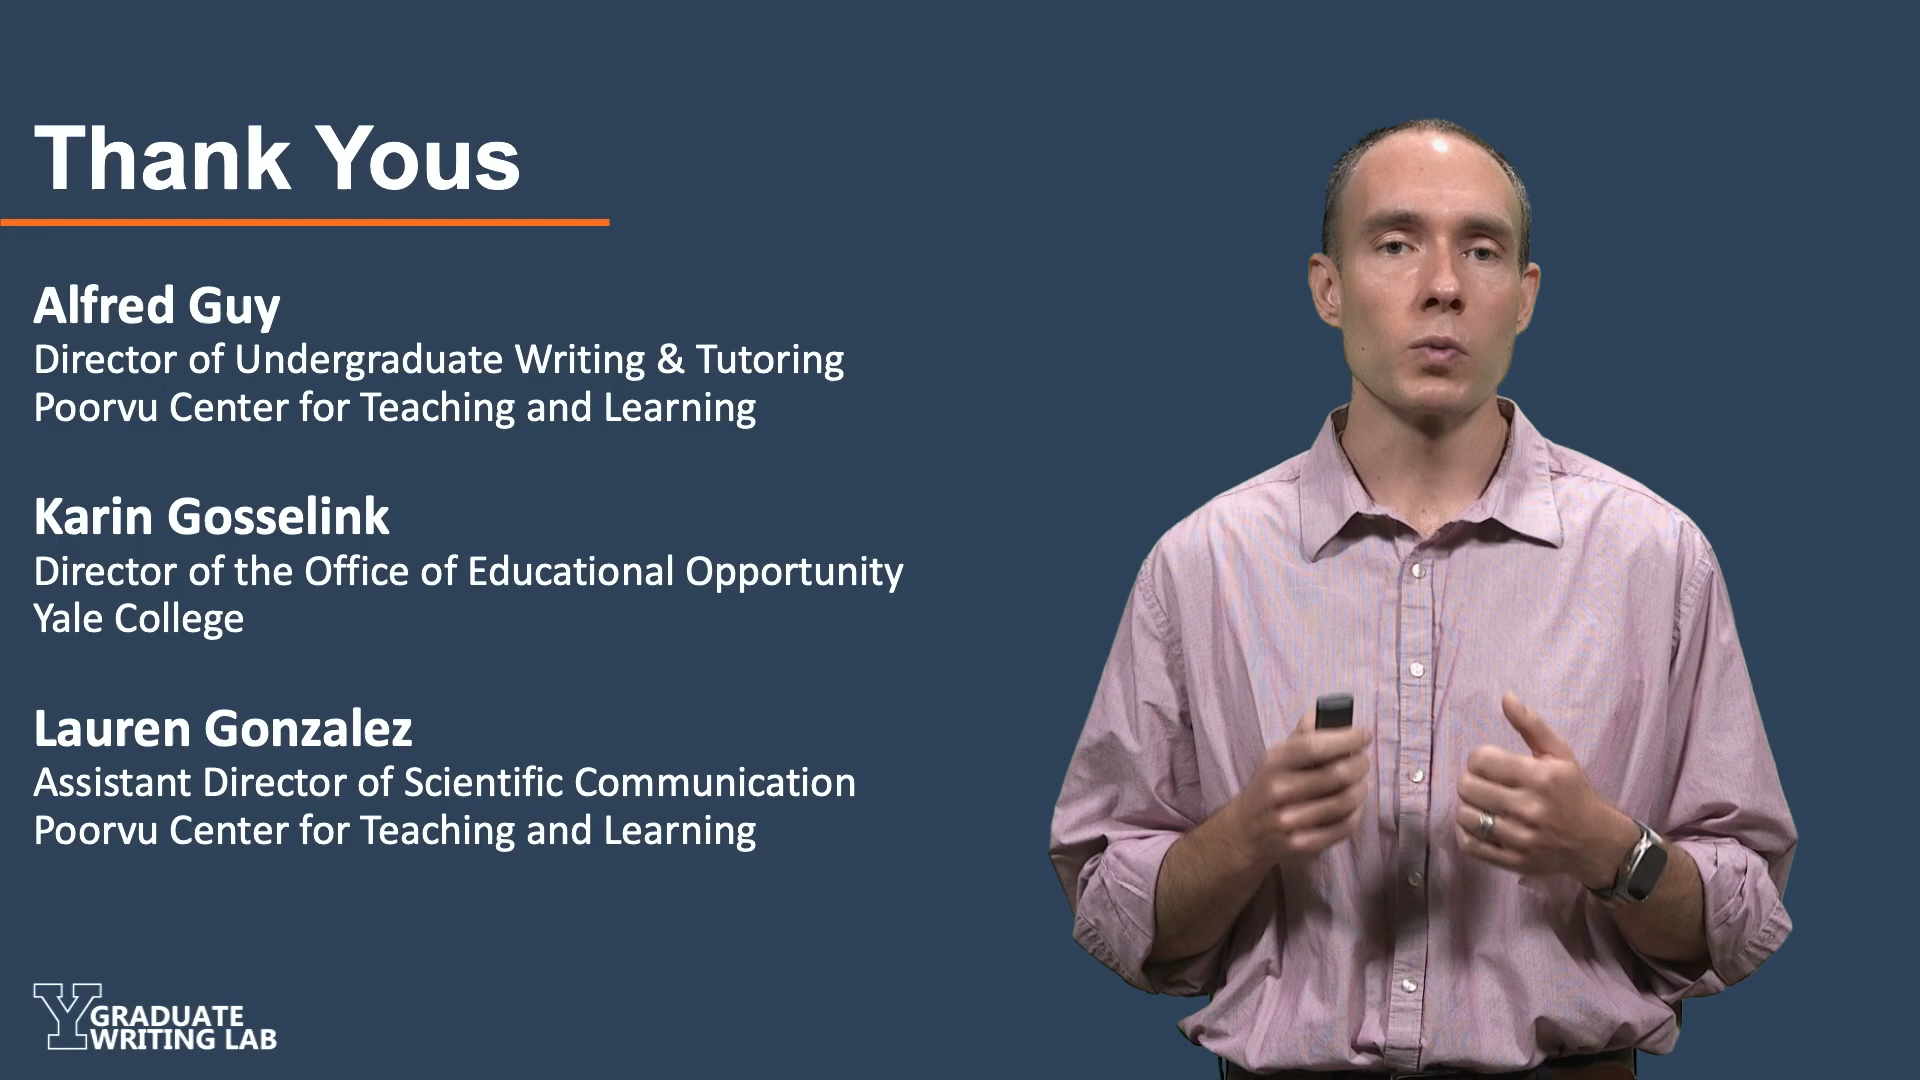 Thank Yous
Alfred Guy
Director of Undergraduate Writing & Tutoring
Poorvu Center for Teaching and Learning
Karin Gosselink
Director of the Office of Educational Opportunity
Yale College
Lauren Gonzalez
Assistant Director of Scientific Communication
Poorvu Center for Teaching and Learning
Y GRADUATE
WRITING LAB